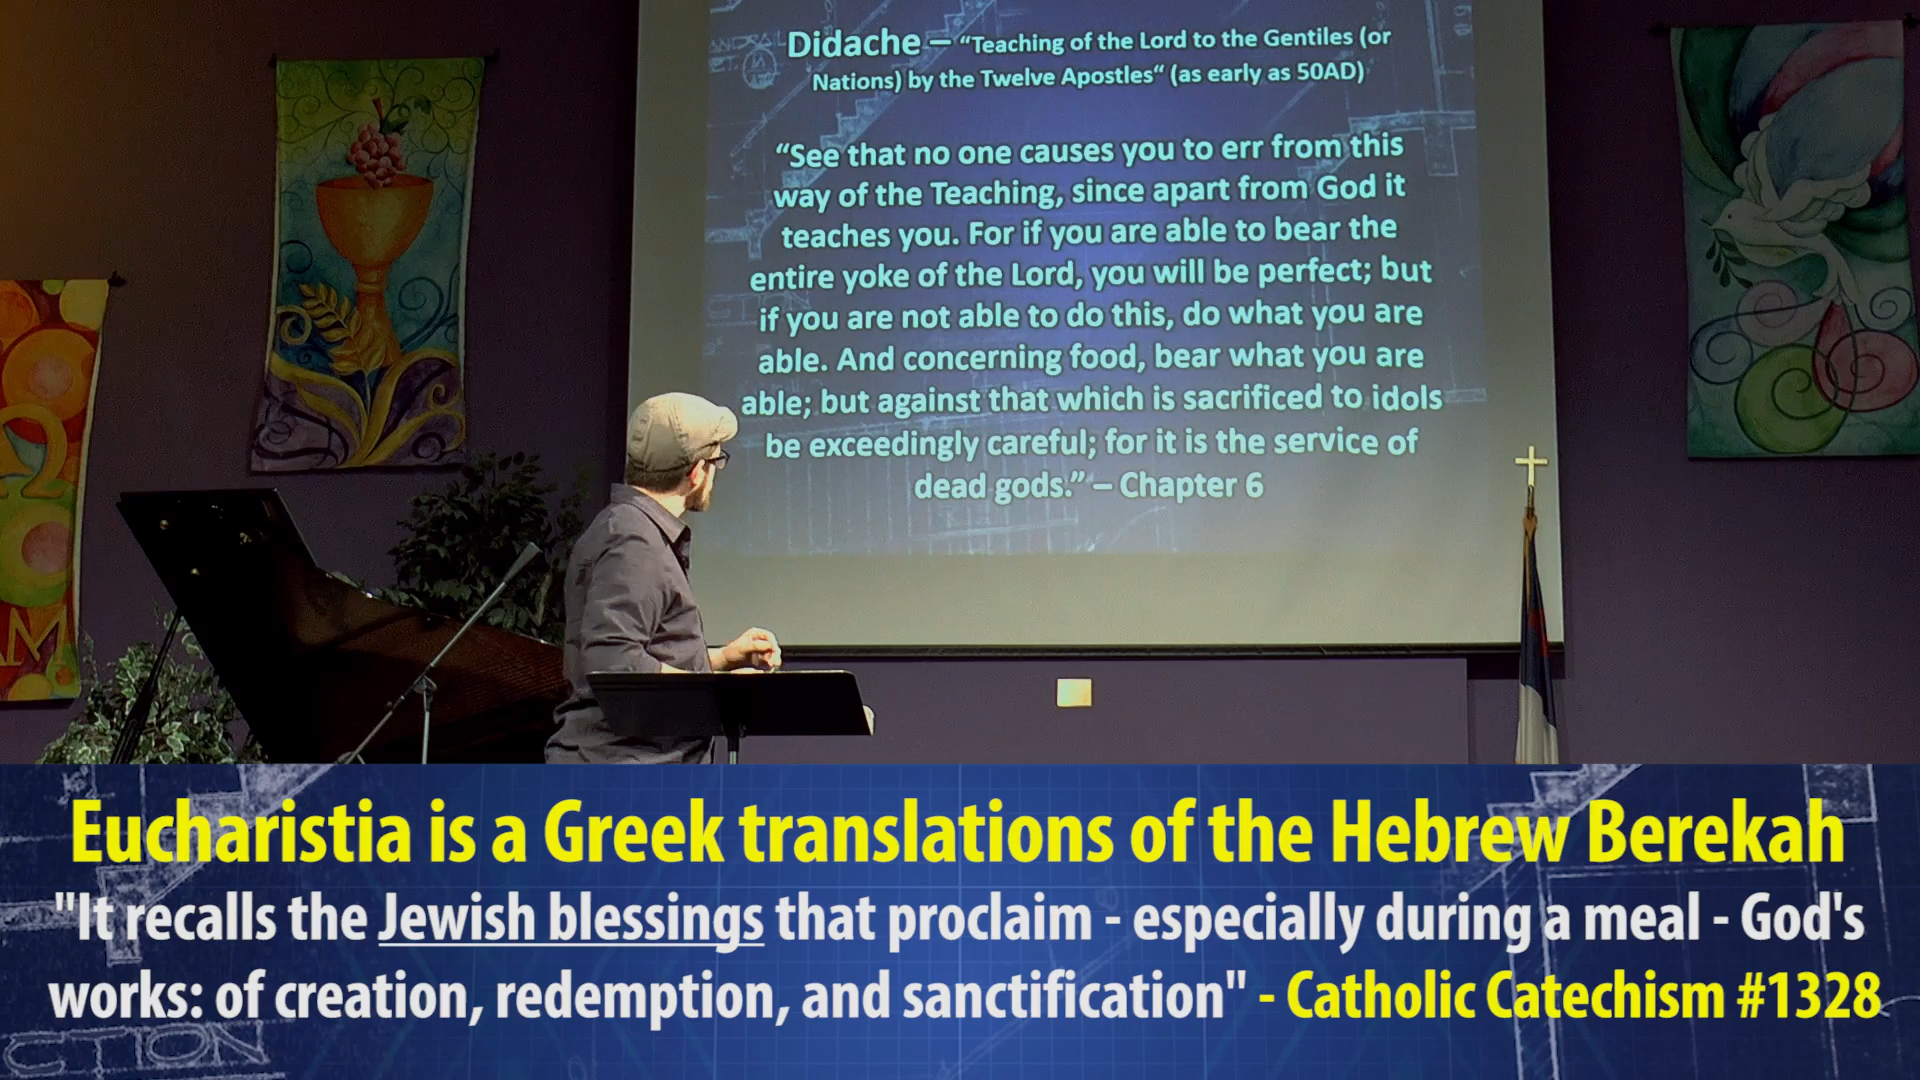 Didache – “Teaching of the Lord to the Gentiles (or
Nations) by the Twelve Apostles“ (as early as 50AD)
“See that no one causes you to err from this
way of the Teaching, since apart from God it
teaches you. For if you are able to bear the
entire yoke of the Lord, you will be perfect; but
if you are not able to do this, do what you are
able. And concerning food, bear what you are
able; but against that which is sacrificed to idols
be exceedingly careful; for it is the service of
dead gods.” – Chapter 6
Ω
AM
Eucharistia is a Greek translations of the Hebrew Berekah
"It recalls the Jewish blessings that proclaim - especially during a meal - God's
works: of creation, redemption, and sanctification" - Catholic Catechism #1328
CTION